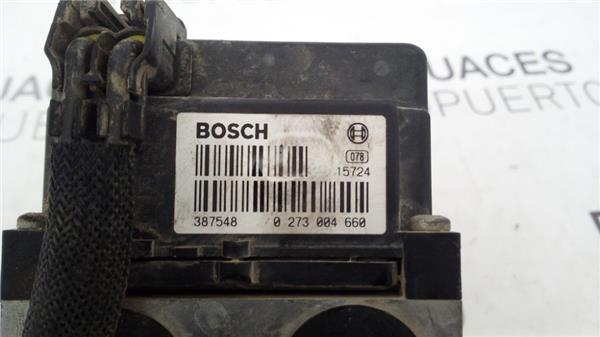 BOSCH
078
15724
387548 0 273 004 660
UACES
PUERTO